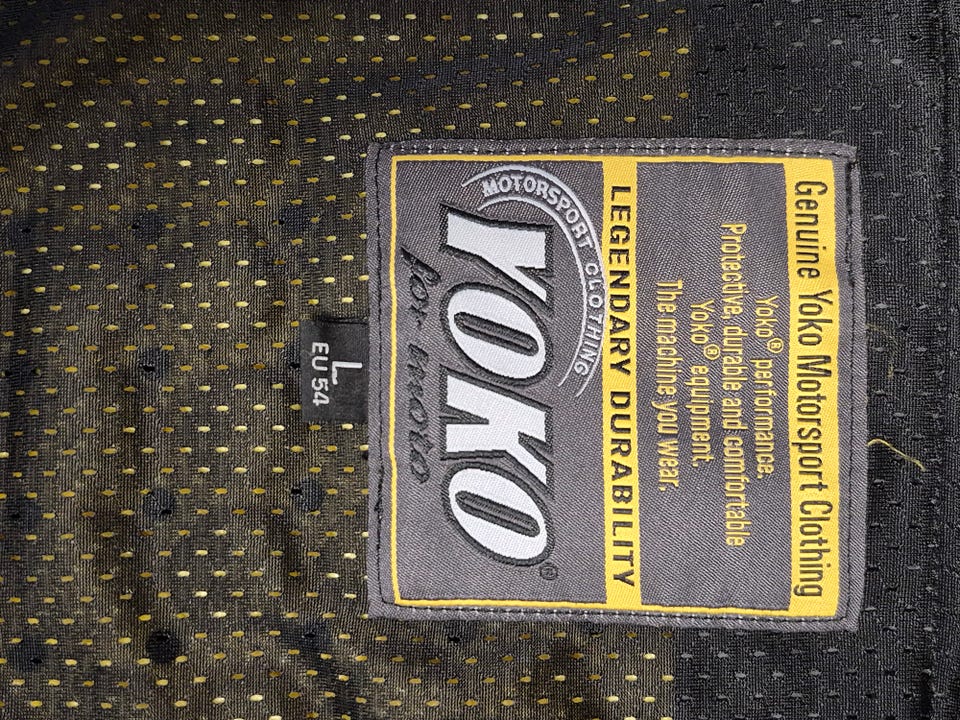 Genuine Yoko Motorsport Clothing
Yoko® performance.
Protective, durable and comfortable
Yoko® equipment.
The machine you wear.
LEGENDARY DURABILITY
MOTORSPORT CLOTHING
YOKO®
for moto
L
EU 54